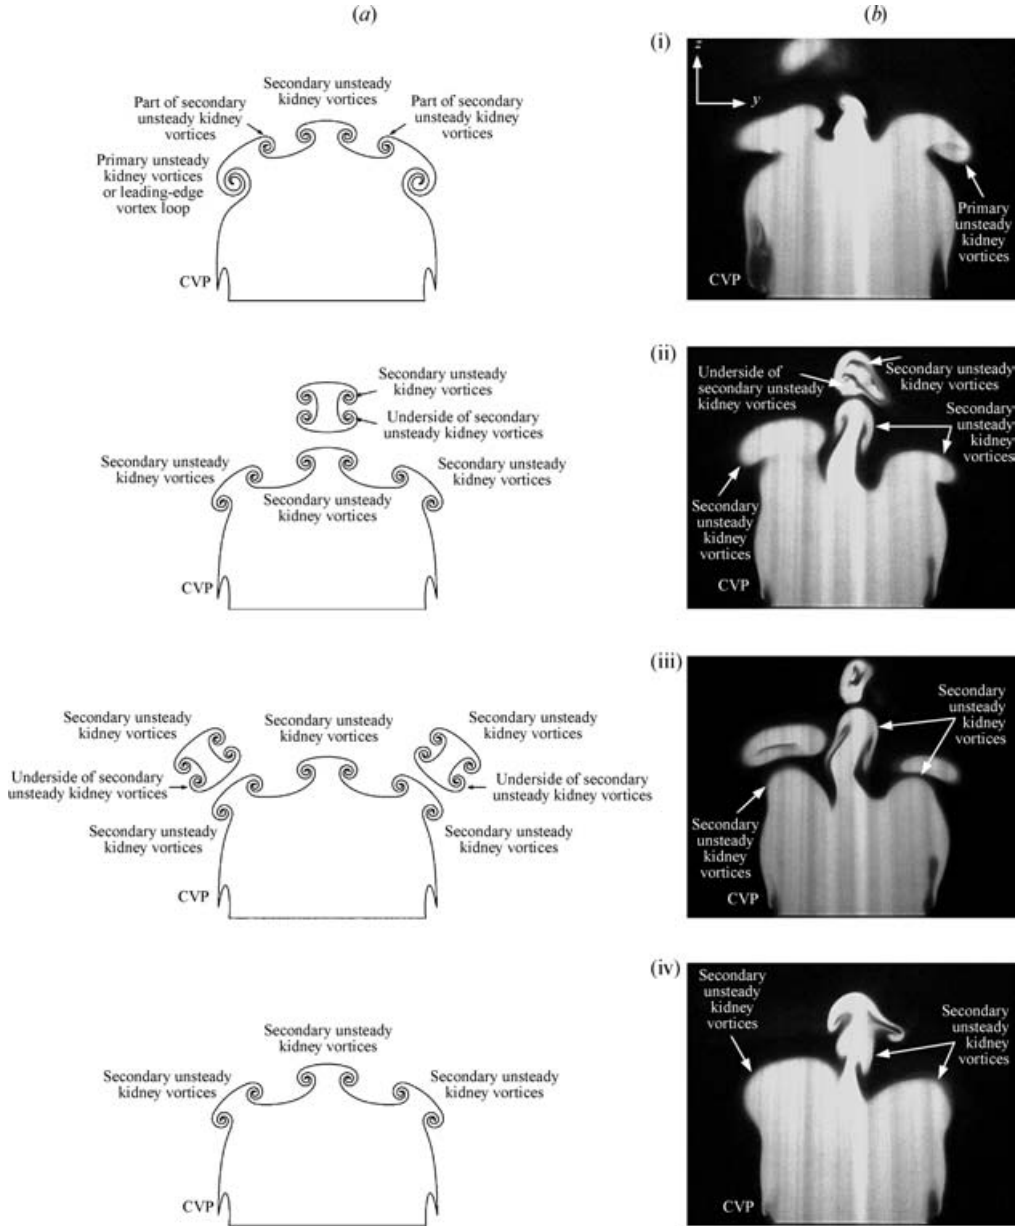 (a)
(b)
(i)
Secondary unsteady
kidney vortices
Part of secondary
unsteady kidney
vortices
Part of secondary
unsteady kidney
vortices
Primary unsteady
kidney vortices
or leading-edge
vortex loop
CVP
z
y
Primary
unsteady
kidney
vortices
CVP
(ii)
Secondary unsteady
kidney vortices
Underside of secondary
unsteady kidney vortices
Secondary unsteady
kidney vortices
Secondary unsteady
kidney vortices
Secondary unsteady
kidney vortices
CVP
Underside of
secondary unsteady
kidney vortices
Secondary unsteady
kidney vortices
Secondary
unsteady
kidney
vortices
Secondary
unsteady
kidney
vortices
CVP
(iii)
Secondary unsteady
kidney vortices
Secondary unsteady
kidney vortices
Secondary unsteady
kidney vortices
Underside of secondary
unsteady kidney vortices
Underside of secondary
unsteady kidney vortices
Secondary unsteady
kidney vortices
Secondary unsteady
kidney vortices
CVP
Secondary
unsteady
kidney
vortices
Secondary
unsteady
kidney
vortices
CVP
(iv)
Secondary unsteady
kidney vortices
Secondary unsteady
kidney vortices
Secondary unsteady
kidney vortices
CVP
Secondary
unsteady
kidney
vortices
Secondary
unsteady
kidney
vortices
CVP